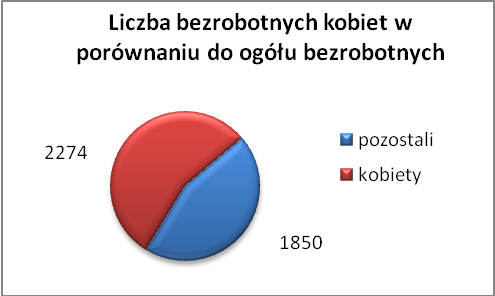 Liczba bezrobotnych kobiet w
porównaniu do ogółu bezrobotnych
2274
pozostali
kobiety
1850